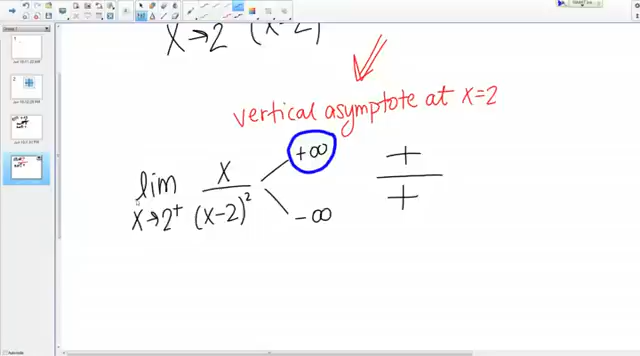 x→2 (x-2)
vertical asymptote at x=2
lim x→2⁺ x/(x-2)² +∞ -∞ +/+